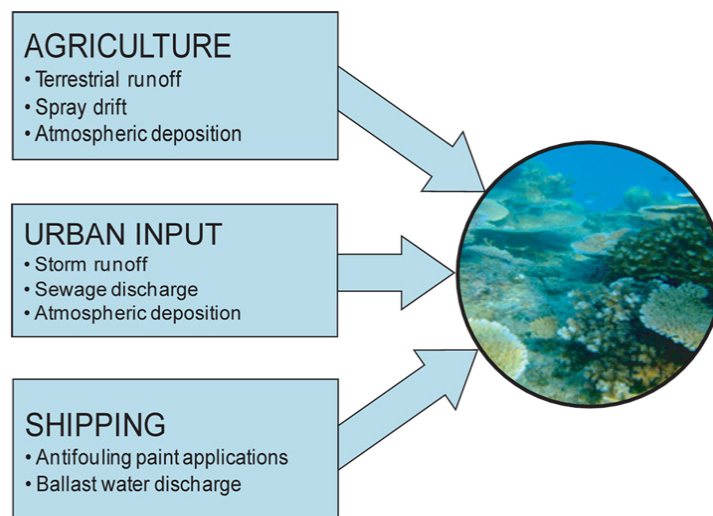 AGRICULTURE
• Terrestrial runoff
• Spray drift
• Atmospheric deposition
URBAN INPUT
• Storm runoff
• Sewage discharge
• Atmospheric deposition
SHIPPING
• Antifouling paint applications
• Ballast water discharge